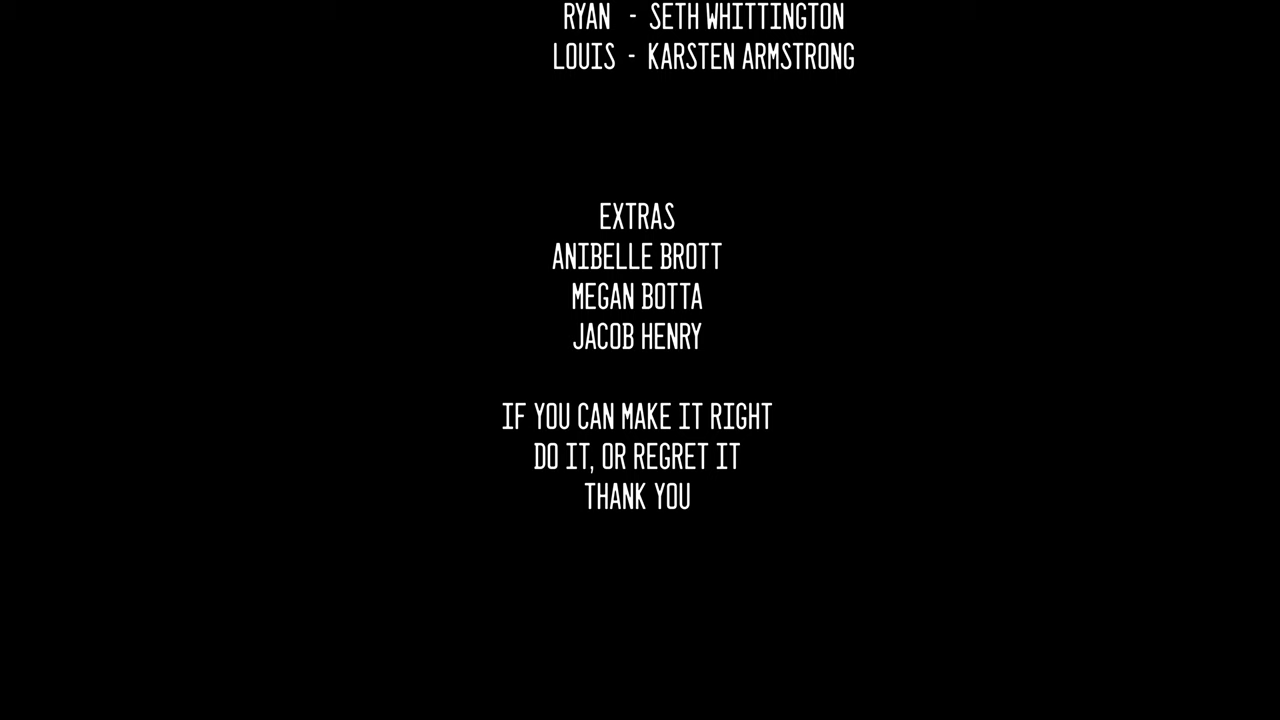 RYAN - SETH WHITTINGTON
LOUIS - KARSTEN ARMSTRONG
EXTRAS
ANIBELLE BROTT
MEGAN BOTTA
JACOB HENRY
IF YOU CAN MAKE IT RIGHT
DO IT, OR REGRET IT
THANK YOU